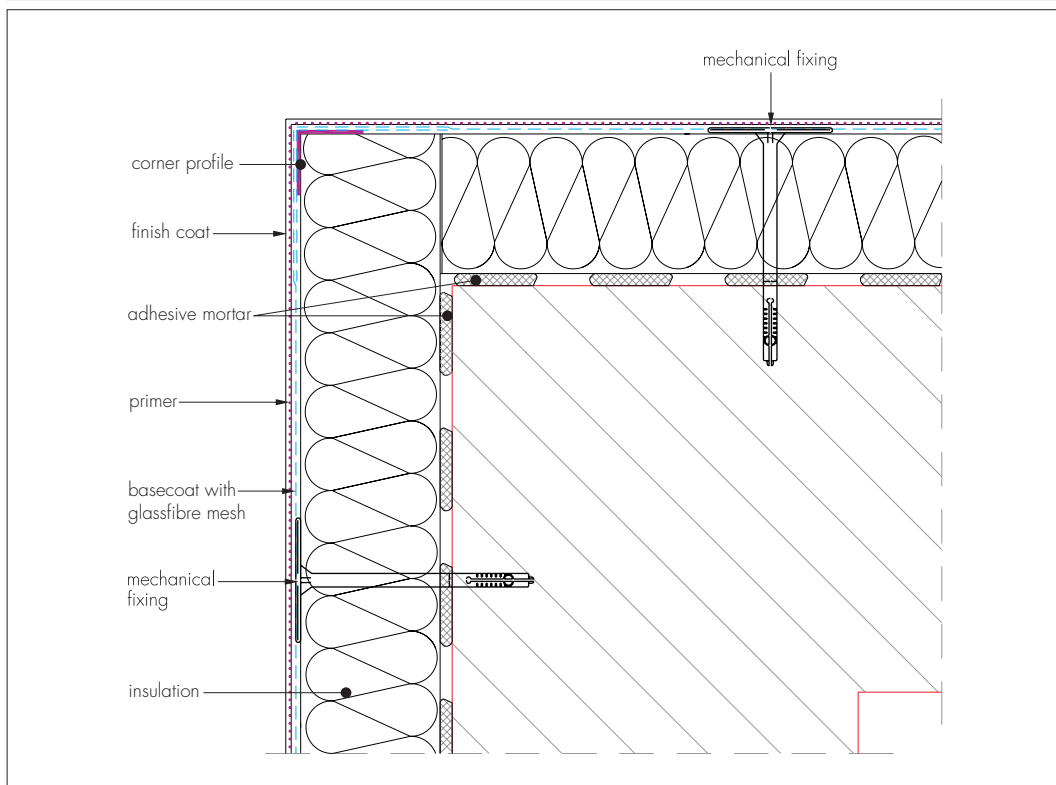 mechanical fixing
corner profile
finish coat
adhesive mortar
primer
basecoat with
glassfibre mesh
mechanical
fixing
insulation